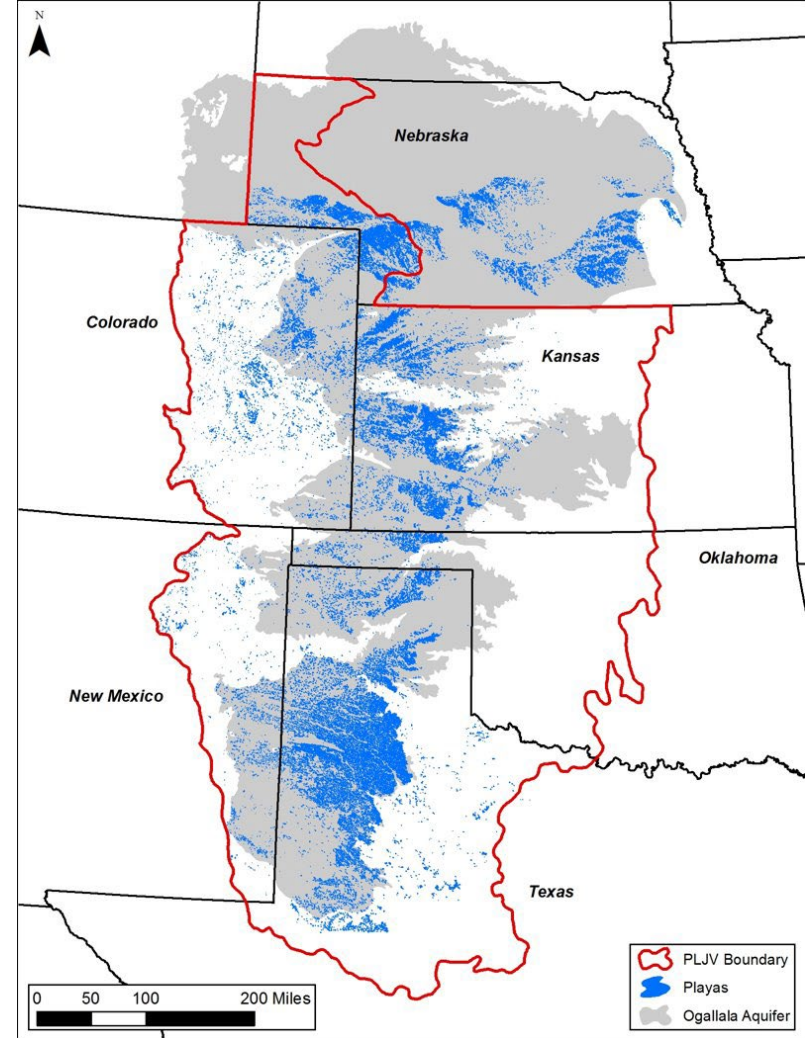 N
Nebraska
Colorado
Kansas
Oklahoma
New Mexico
Texas
PLJV Boundary
Playas
Ogallala Aquifer
0 50 100 200 Miles